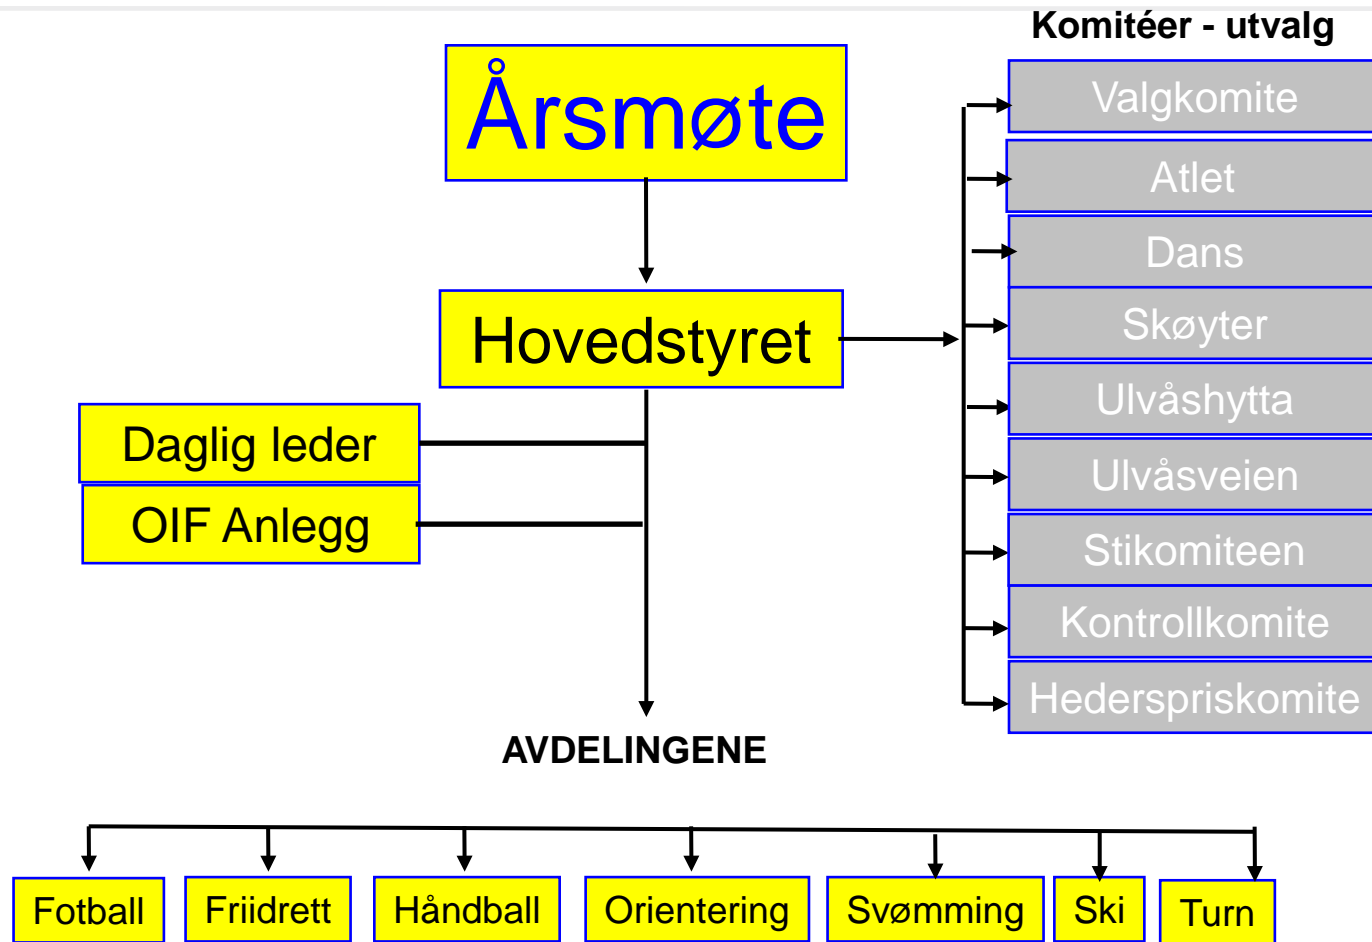 Komitéer - utvalg
Årsmøte
Valgkomite
Atlet
Dans
Hovedstyret
Skøyter
Ulvåshytta
Daglig leder
Ulvåsveien
OIF Anlegg
Stikomiteen
Kontrollkomite
Hederspriskomite
AVDELINGENE
Fotball
Friidrett
Håndball
Orientering
Svømming
Ski
Turn